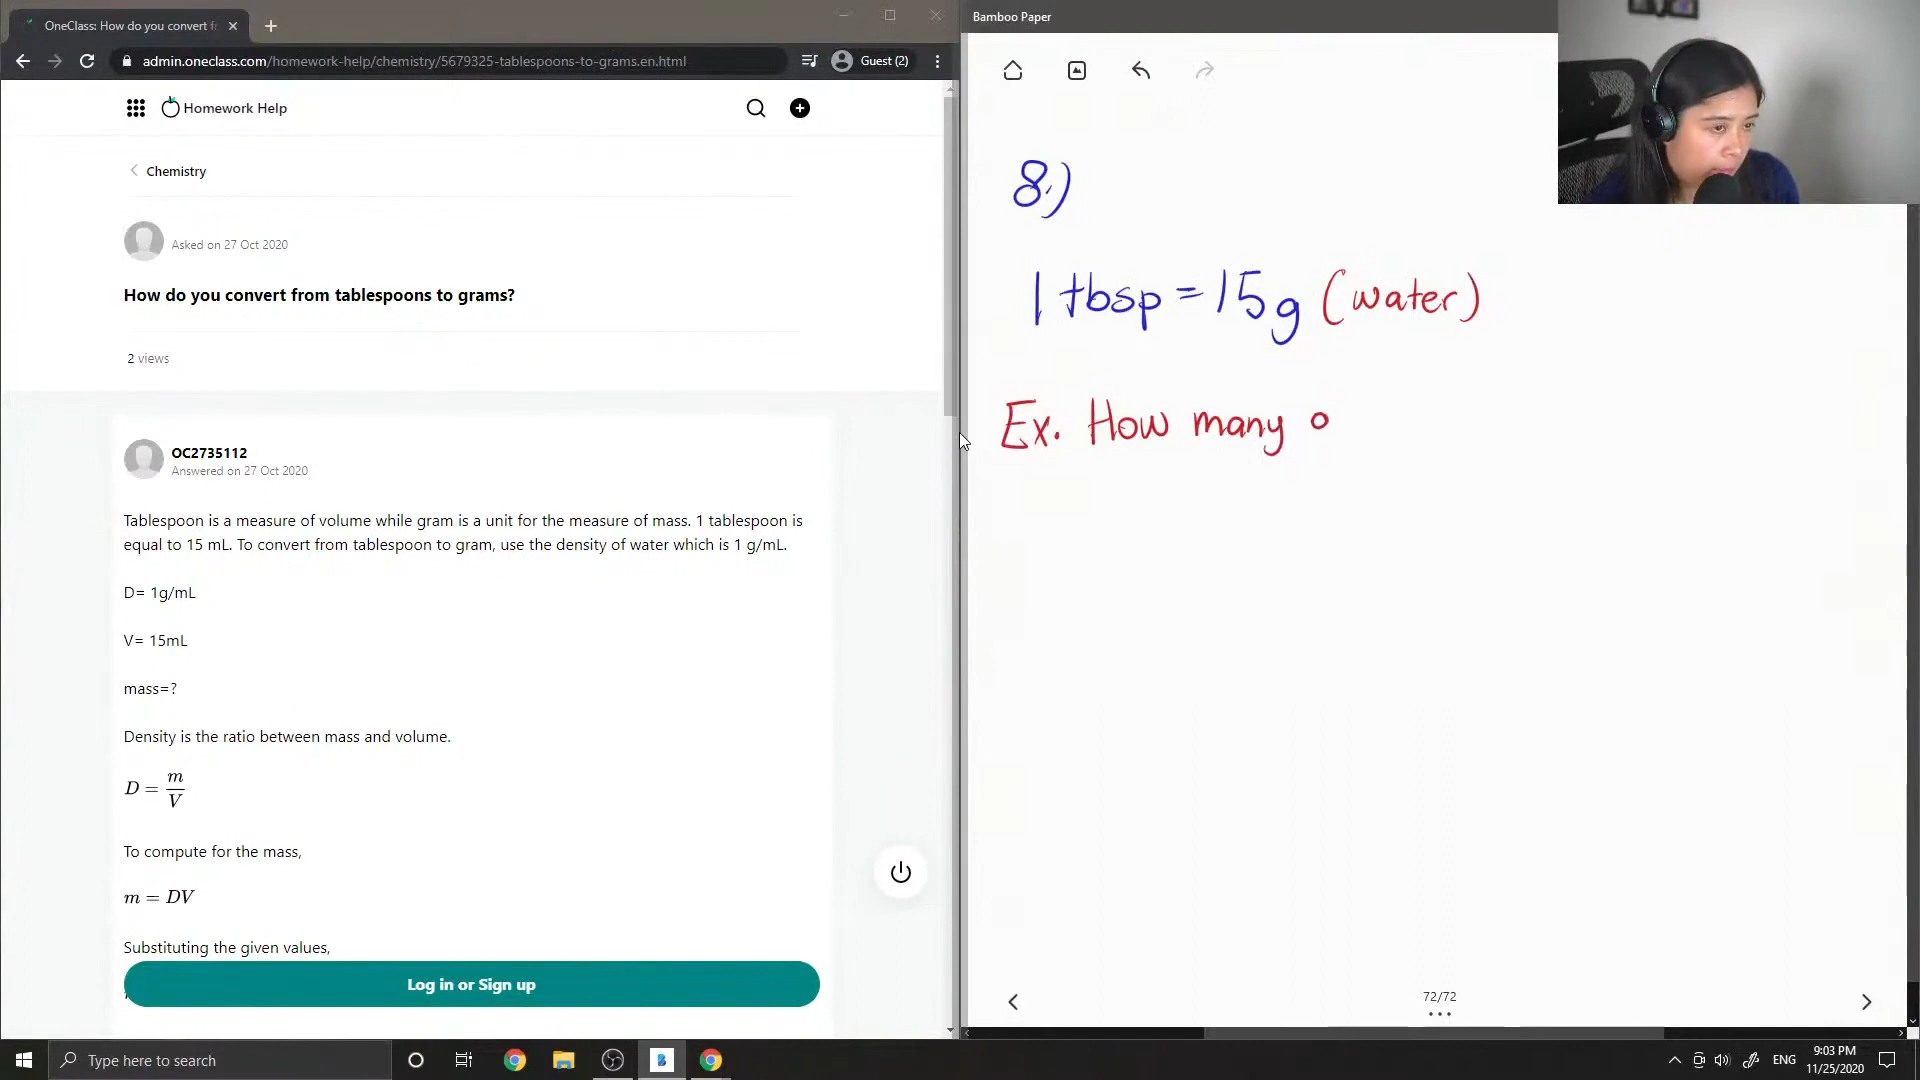 OneClass: How do you convert f
Bamboo Paper
admin.oneclass.com/homework-help/chemistry/5679325-tablespoons-to-grams.en.html
Guest (2)
Homework Help
Chemistry
Asked on 27 Oct 2020
How do you convert from tablespoons to grams?
2 views
OC2735112
Answered on 27 Oct 2020
Tablespoon is a measure of volume while gram is a unit for the measure of mass. 1 tablespoon is
equal to 15 mL. To convert from tablespoon to gram, use the density of water which is 1 g/mL.
D= 1g/mL
V= 15mL
mass=?
Density is the ratio between mass and volume.
D = m/V
To compute for the mass,
m = DV
Substituting the given values,
Log in or Sign up
8.)
1 tbsp = 15g (water)
Ex. How many o
72/72
Type here to search
ENG
9:03 PM
11/25/2020